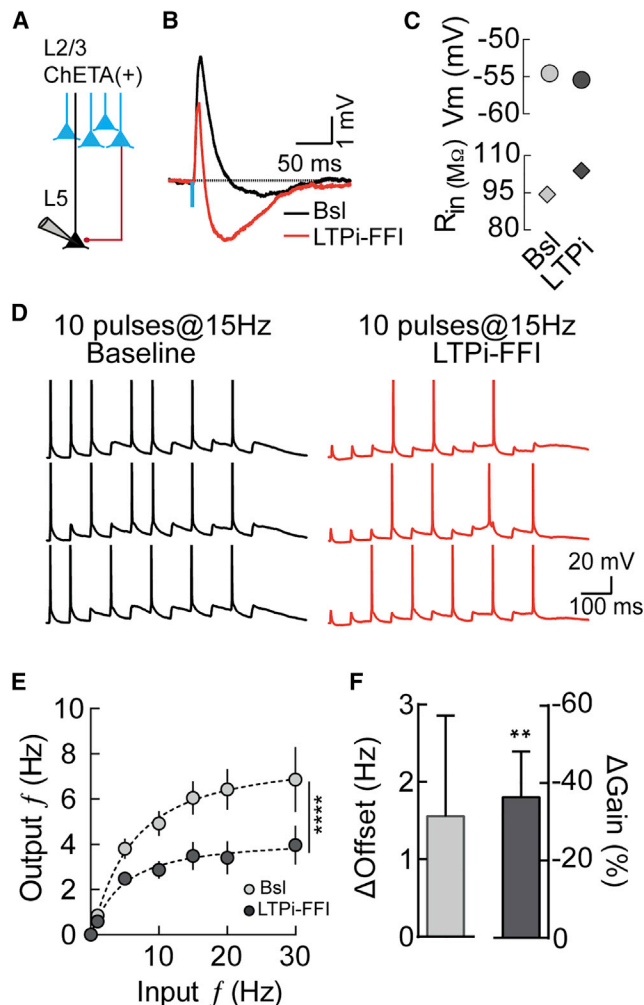 A
L2/3
ChETA(+)
L5
B
1 mV
50 ms
Bsl
LTPi-FFI
C
Vm (mV)
-50
-55
-60
Rin (MΩ)
110
95
80
Bsl
LTPi
D
10 pulses@15Hz
Baseline
10 pulses@15Hz
LTPi-FFI
20 mV
100 ms
E
Output f (Hz)
10
8
6
4
2
0
10
20
30
Input f (Hz)
****
Bsl
LTPi-FFI
F
ΔOffset (Hz)
3
2
1
0
**
-60
-40
-20
0
ΔGain (%)